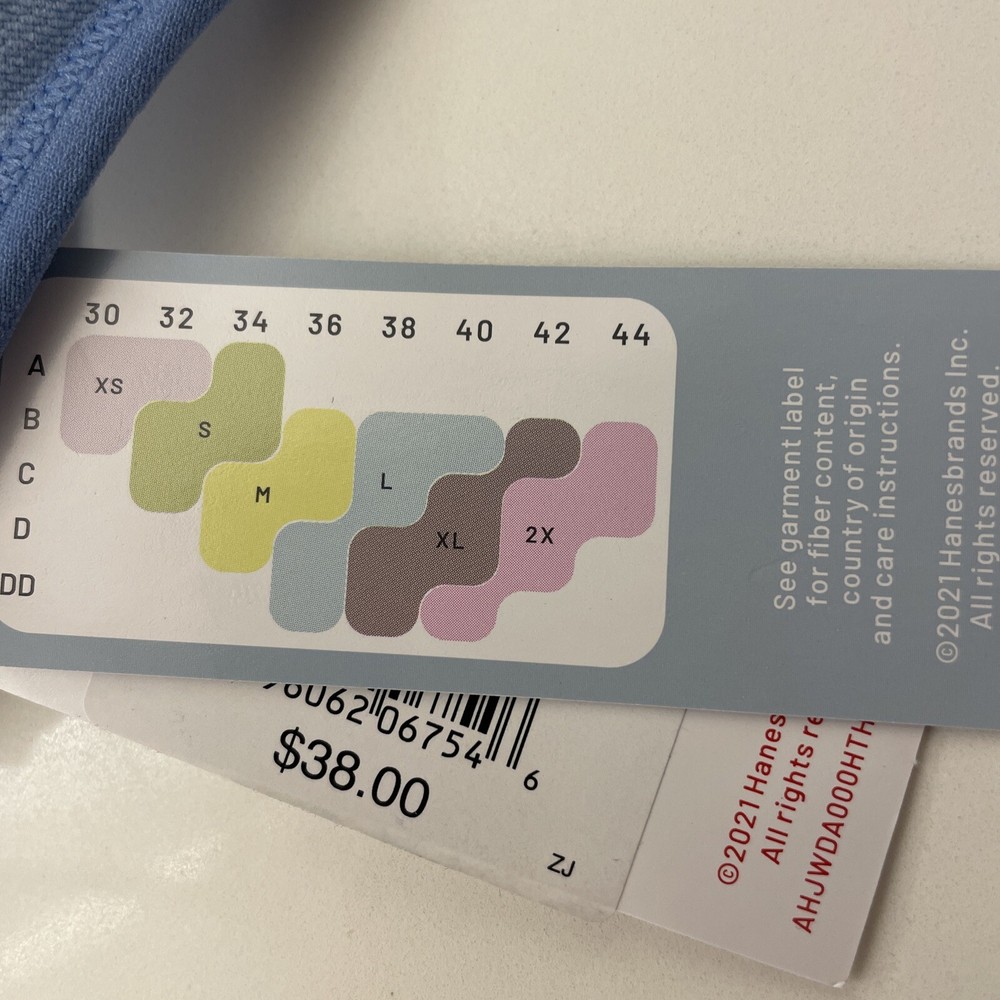 30 32 34 36 38 40 42 44
A
XS
B
S
C
L
M
D
XL
2X
DD
See garment label
for fiber content,
country of origin
and care instructions.
©2021 Hanesbrands Inc.
All rights reserved.
06754
6
$38.00
ZJ
©2021 Hanes
All rights re
AHJWDA000HTH